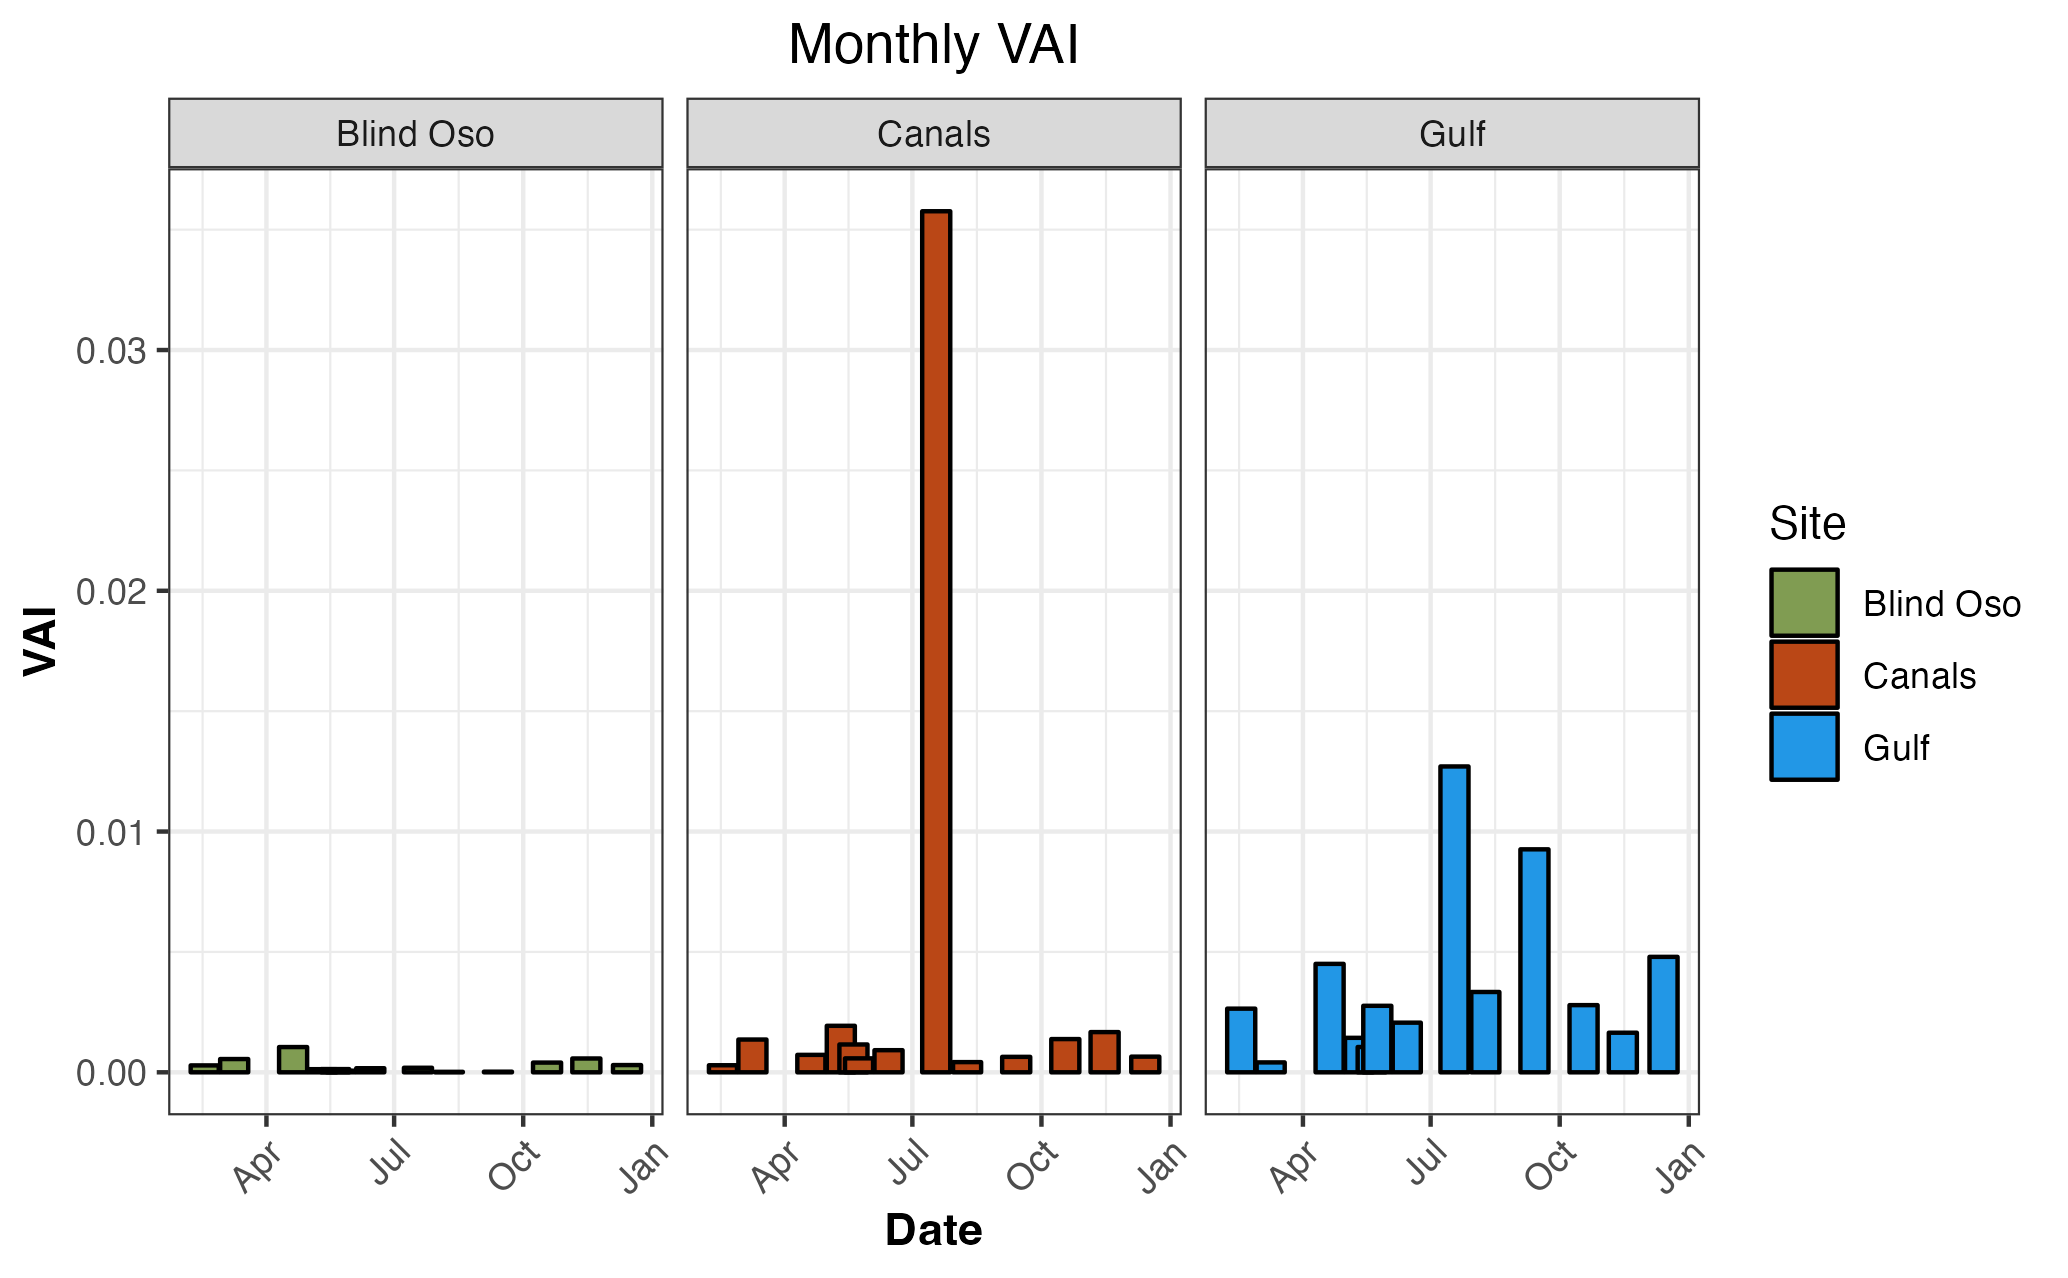 Monthly VAI
Blind Oso
Canals
Gulf
VAI
0.03
0.02
0.01
0.00
Apr
Jul
Oct
Jan
Apr
Jul
Oct
Jan
Apr
Jul
Oct
Jan
Date
Site
Blind Oso
Canals
Gulf